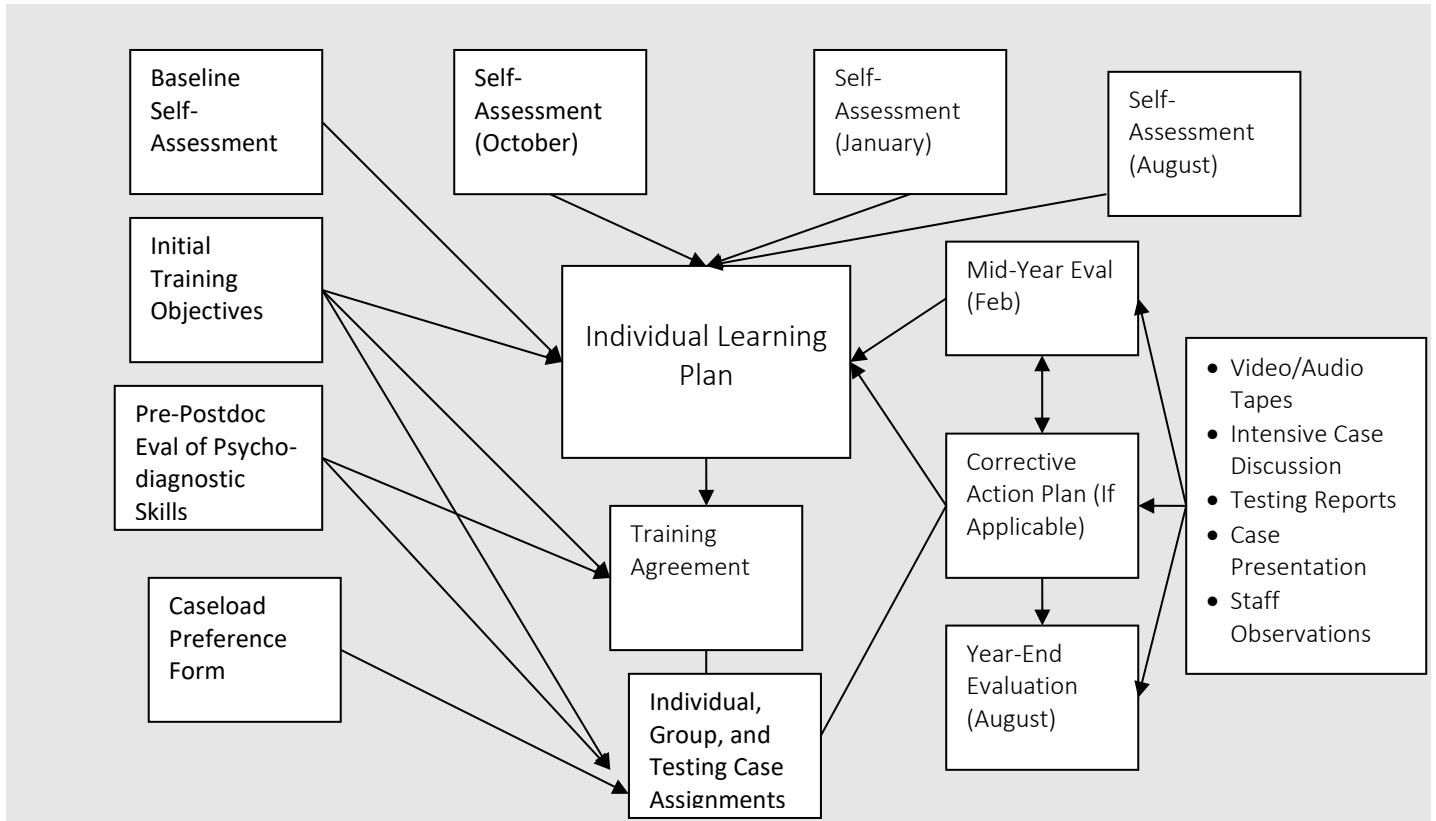 Baseline
Self-
Assessment
Self-
Assessment
(October)
Self-
Assessment
(January)
Self-
Assessment
(August)
Initial
Training
Objectives
Individual Learning
Plan
Mid-Year Eval
(Feb)
• Video/Audio
Tapes
• Intensive Case
Discussion
• Testing Reports
• Case
Presentation
• Staff
Observations
Pre-Postdoc
Eval of Psycho-
diagnostic
Skills
Training
Agreement
Corrective
Action Plan (If
Applicable)
Caseload
Preference
Form
Individual,
Group, and
Testing Case
Assignments
Year-End
Evaluation
(August)